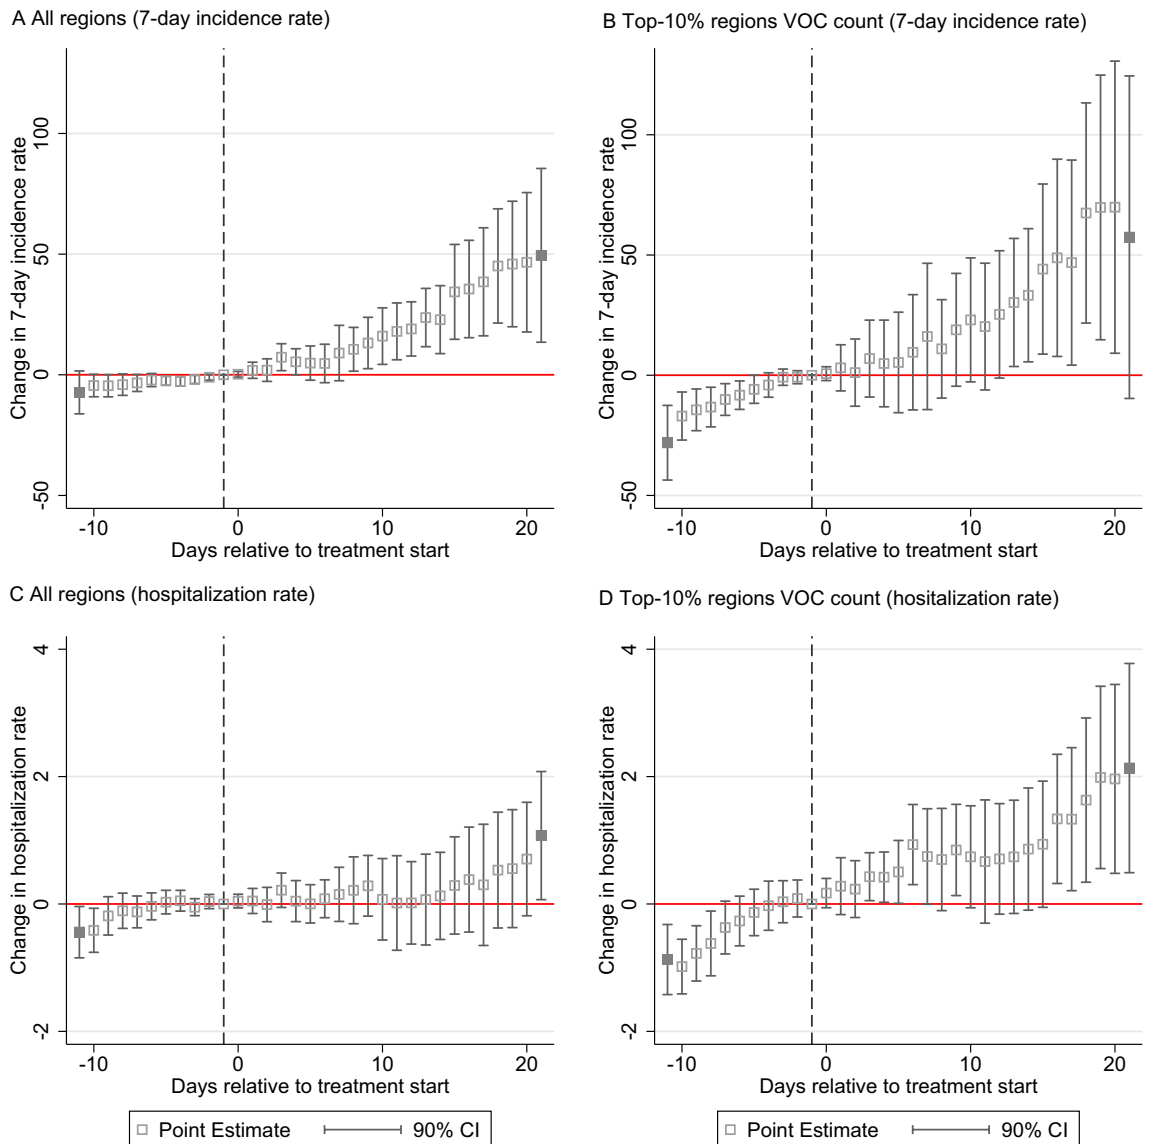 A All regions (7-day incidence rate)
Change in 7-day incidence rate
100
50
0
-50
-10
0
10
20
Days relative to treatment start
B Top-10% regions VOC count (7-day incidence rate)
Change in 7-day incidence rate
100
50
0
-50
-10
0
10
20
Days relative to treatment start
C All regions (hospitalization rate)
Change in hospitalization rate
4
2
0
-2
-10
0
10
20
Days relative to treatment start
Point Estimate
90% CI
D Top-10% regions VOC count (hositalization rate)
Change in hospitalization rate
4
2
0
-2
-10
0
10
20
Days relative to treatment start
Point Estimate
90% CI